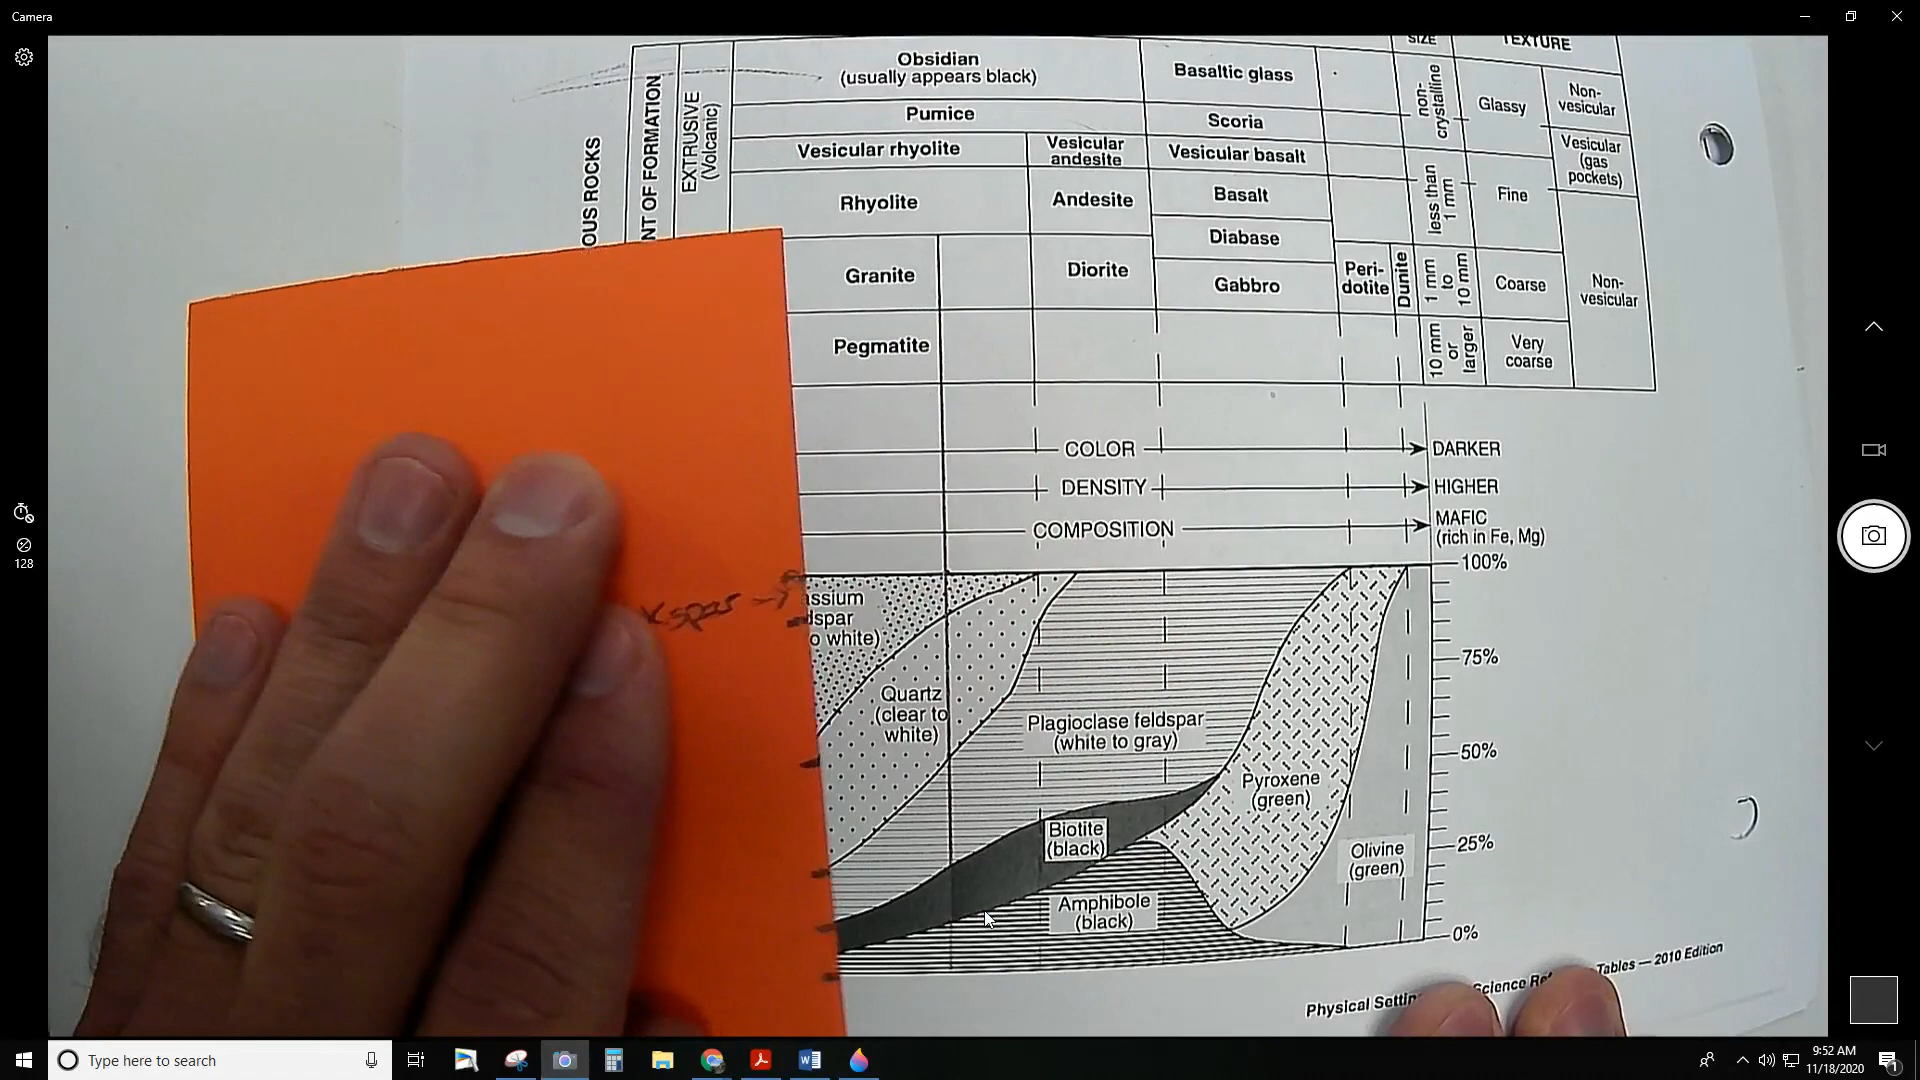 Camera
SIZE
TEXTURE
Obsidian
(usually appears black)
Basaltic glass
non-
crystalline
Glassy
Non-
vesicular
Pumice
Scoria
Vesicular rhyolite
Vesicular
andesite
Vesicular basalt
Vesicular
(gas
pockets)
OUS ROCKS
NT OF FORMATION
EXTRUSIVE
(Volcanic)
Rhyolite
Andesite
Basalt
less than
1 mm
Fine
Diabase
Granite
Diorite
Gabbro
Peri-
dotite
Dunite
1 mm
to
10 mm
Coarse
Non-
vesicular
Pegmatite
10 mm
or
larger
Very
coarse
COLOR
DARKER
DENSITY
HIGHER
COMPOSITION
MAFIC
(rich in Fe, Mg)
100%
75%
50%
25%
0%
Kspar
assium
dspar
o white)
Quartz
(clear to
white)
Plagioclase feldspar
(white to gray)
Pyroxene
(green)
Biotite
(black)
Olivine
(green)
Amphibole
(black)
Physical Settin Science Re Tables — 2010 Edition
128
Type here to search
9:52 AM
11/18/2020
1